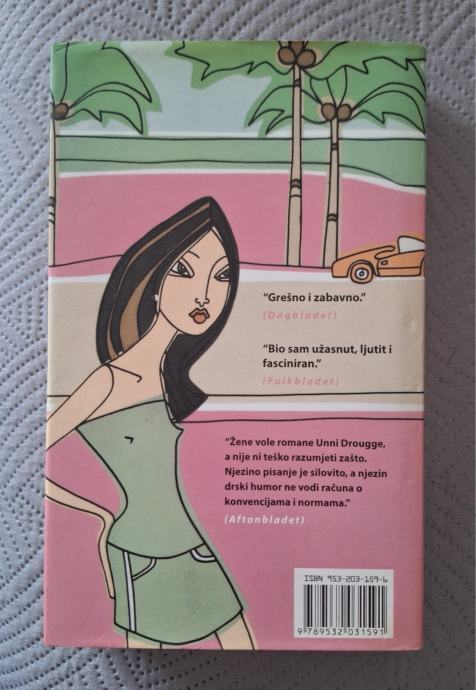 “Grešno i zabavno.”
(Dagbladet)
“Bio sam užasnut, ljutit i
fasciniran.”
(Folkbladet)
“Žene vole romane Unni Drougge,
a nije ni teško razumjeti zašto.
Njezino pisanje je silovito, a njezin
drski humor ne vodi računa o
konvencijama i normama.”
(Aftonbladet)
ISBN 953-203-159-6
9 789532 031591